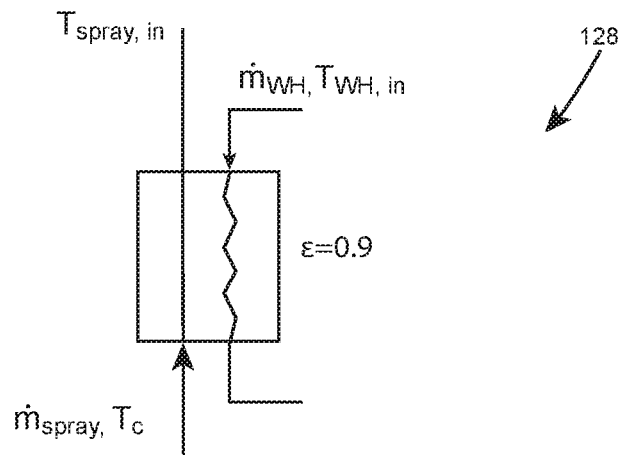 T_spray, in
128
ṁ_WH, T_WH, in
ε=0.9
ṁ_spray, T_c